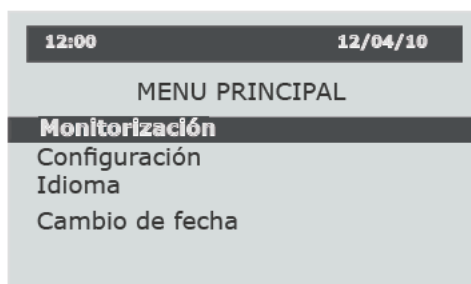 12:00 12/04/10
MENU PRINCIPAL
Monitorización
Configuración
Idioma
Cambio de fecha